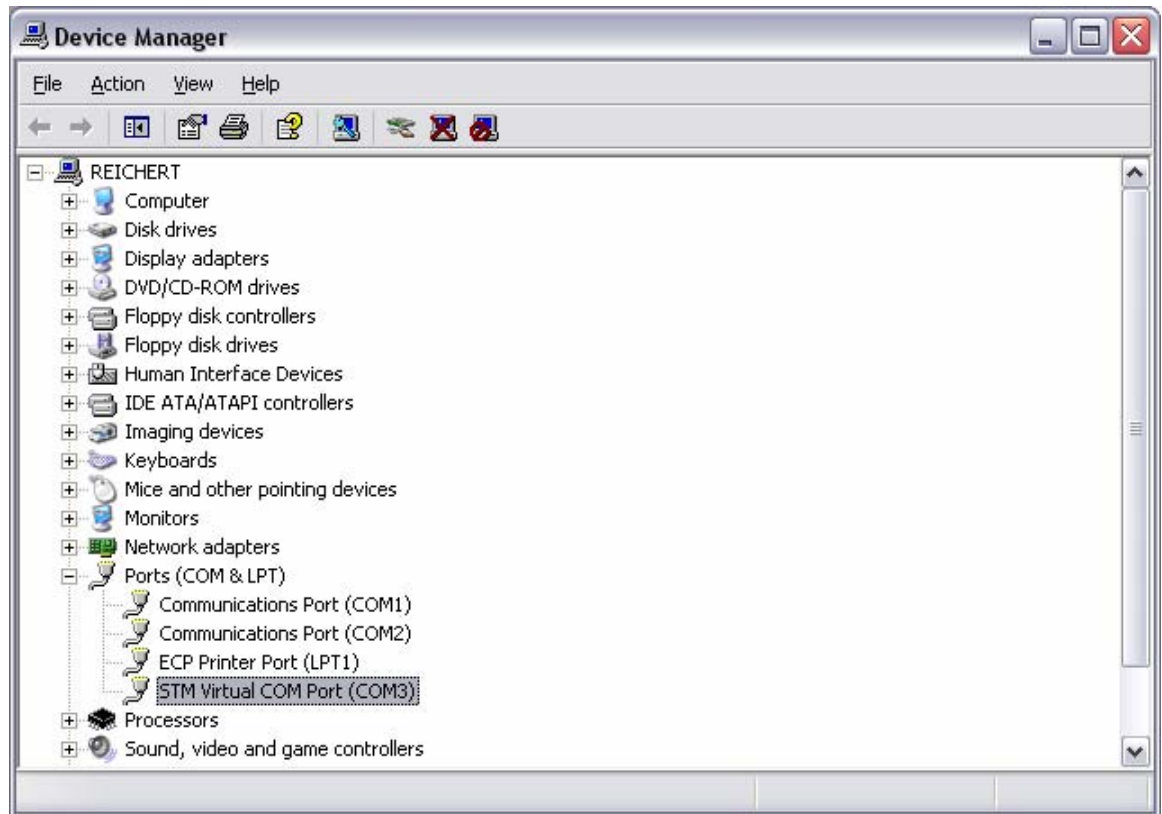 Device Manager
File Action View Help
REICHERT
Computer
Disk drives
Display adapters
DVD/CD-ROM drives
Floppy disk controllers
Floppy disk drives
Human Interface Devices
IDE ATA/ATAPI controllers
Imaging devices
Keyboards
Mice and other pointing devices
Monitors
Network adapters
Ports (COM & LPT)
Communications Port (COM1)
Communications Port (COM2)
ECP Printer Port (LPT1)
STM Virtual COM Port (COM3)
Processors
Sound, video and game controllers